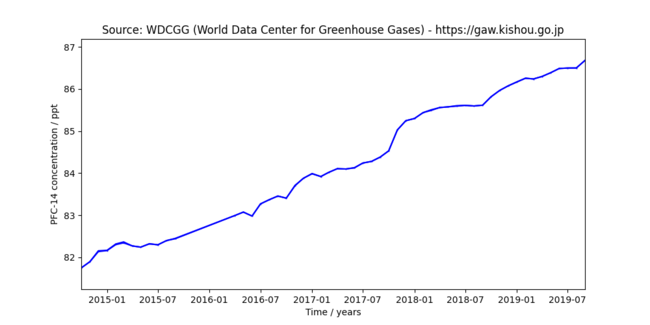 Source: WDCGG (World Data Center for Greenhouse Gases) - https://gaw.kishou.go.jp
PFC-14 concentration / ppt
87
86
85
84
83
82
2015-01 2015-07 2016-01 2016-07 2017-01 2017-07 2018-01 2018-07 2019-01 2019-07
Time / years